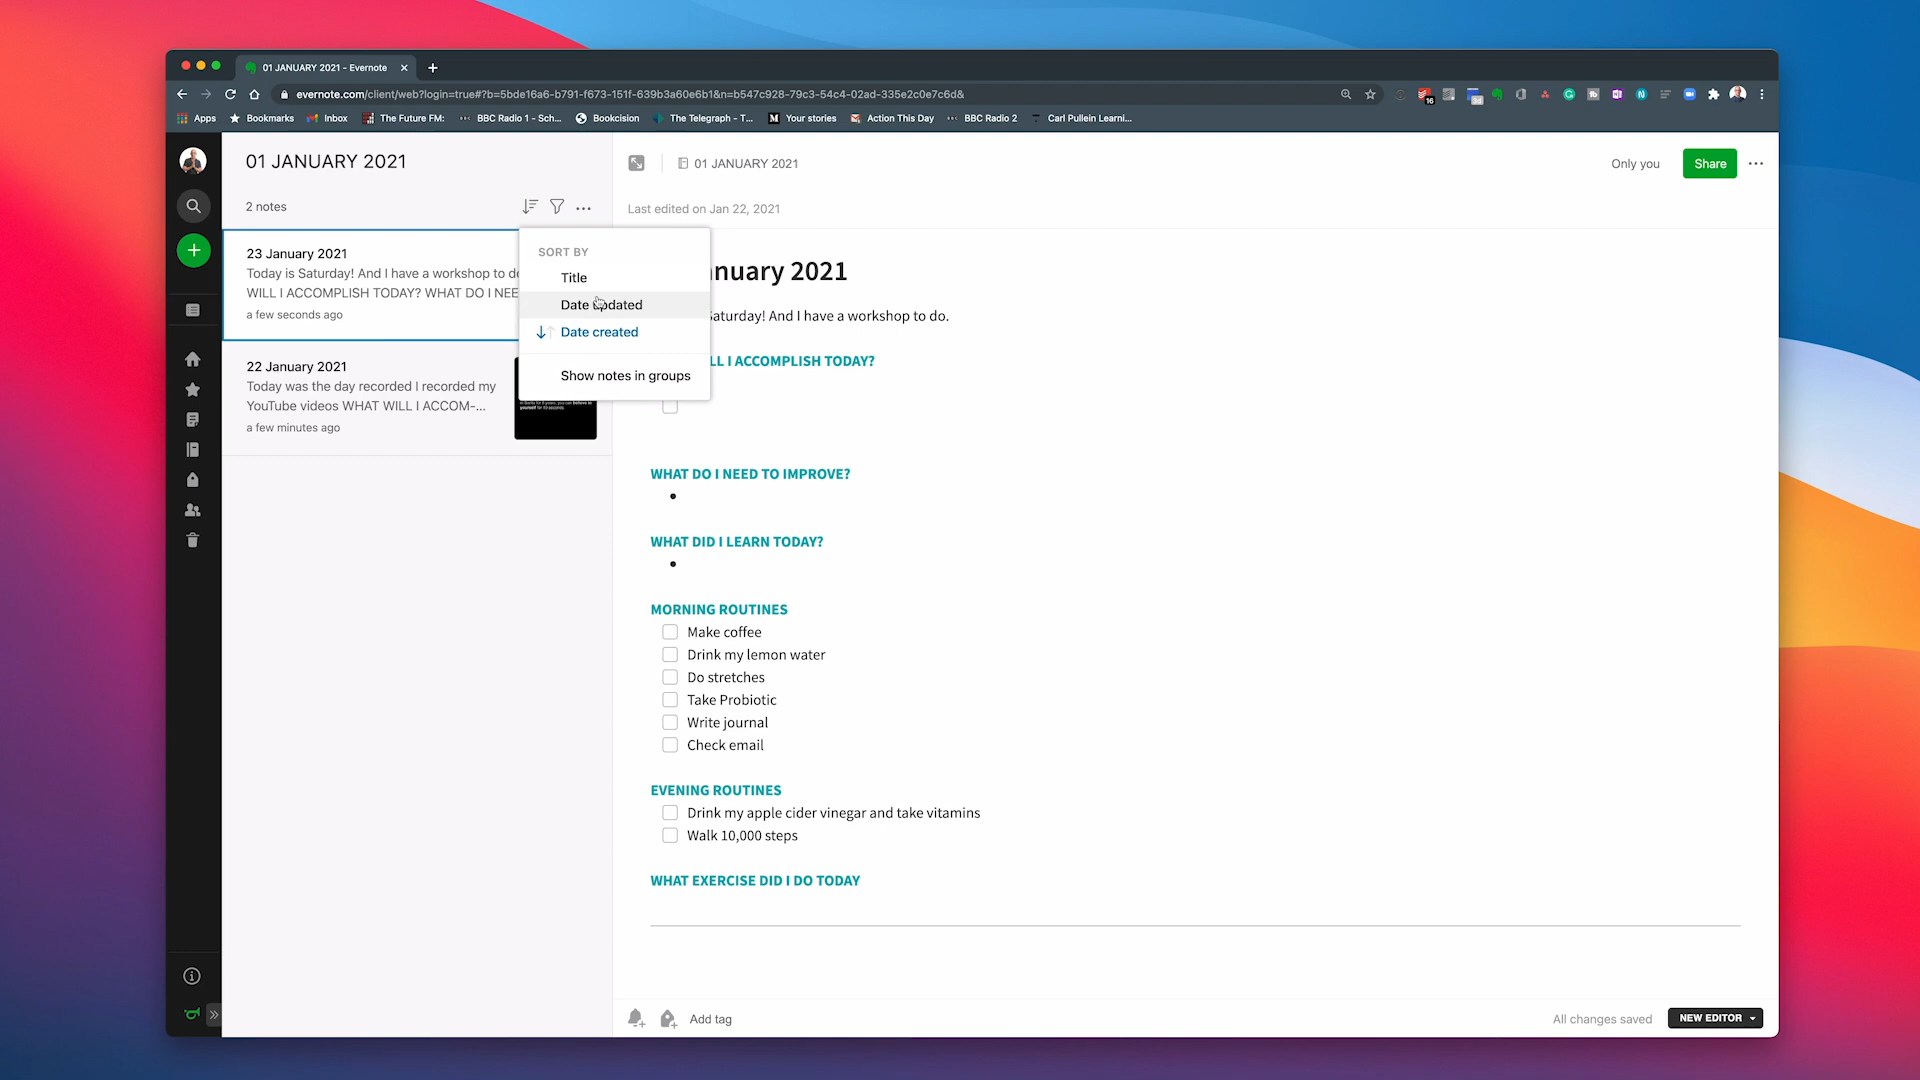 01 JANUARY 2021 - Evernote
evernote.com/client/web?login=true#?b=5bde16a6-b791-f673-151f-639b3a60e6b1&n=b547c928-79c3-54c4-02ad-335e2c0e7c6d&
16
Apps Bookmarks Inbox The Future FM: BBC Radio 1 - Sch... Bookcision The Telegraph - T... Your stories Action This Day BBC Radio 2 Carl Pullein Learni...
01 JANUARY 2021
2 notes
23 January 2021
Today is Saturday! And I have a workshop to do
WILL I ACCOMPLISH TODAY? WHAT DO I NEE
a few seconds ago
22 January 2021
Today was the day recorded I recorded my
YouTube videos WHAT WILL I ACCOM-...
a few minutes ago
SORT BY
Title
Date updated
Date created
Show notes in groups
01 JANUARY 2021
Only you
Share
Last edited on Jan 22, 2021
nuary 2021
aturday! And I have a workshop to do.
LL I ACCOMPLISH TODAY?
WHAT DO I NEED TO IMPROVE?
WHAT DID I LEARN TODAY?
MORNING ROUTINES
Make coffee
Drink my lemon water
Do stretches
Take Probiotic
Write journal
Check email
EVENING ROUTINES
Drink my apple cider vinegar and take vitamins
Walk 10,000 steps
WHAT EXERCISE DID I DO TODAY
Add tag
All changes saved
NEW EDITOR